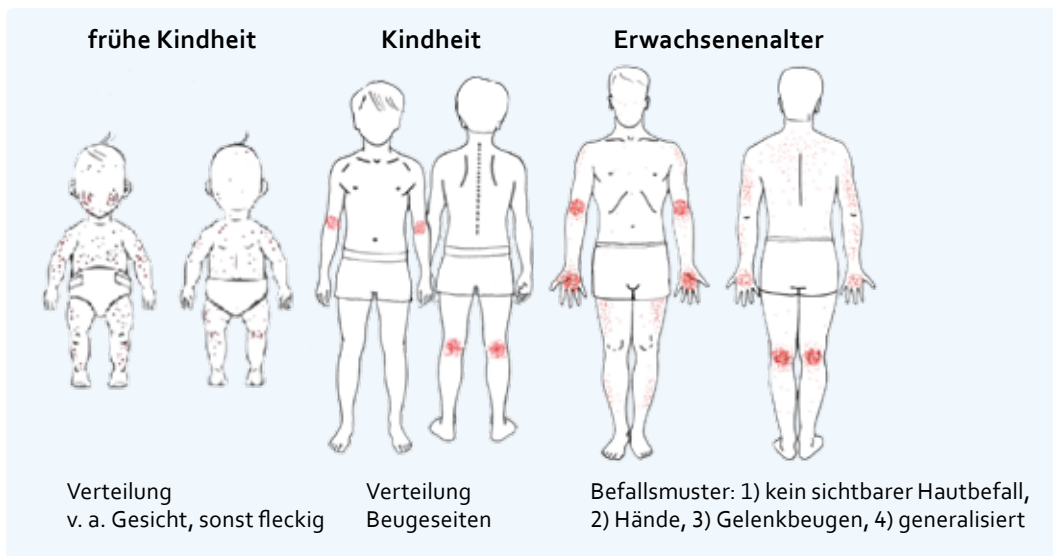 frühe Kindheit
Kindheit
Erwachsenenalter
Verteilung
v. a. Gesicht, sonst fleckig
Verteilung
Beugeseiten
Befallsmuster: 1) kein sichtbarer Hautbefall,
2) Hände, 3) Gelenkbeugen, 4) generalisiert